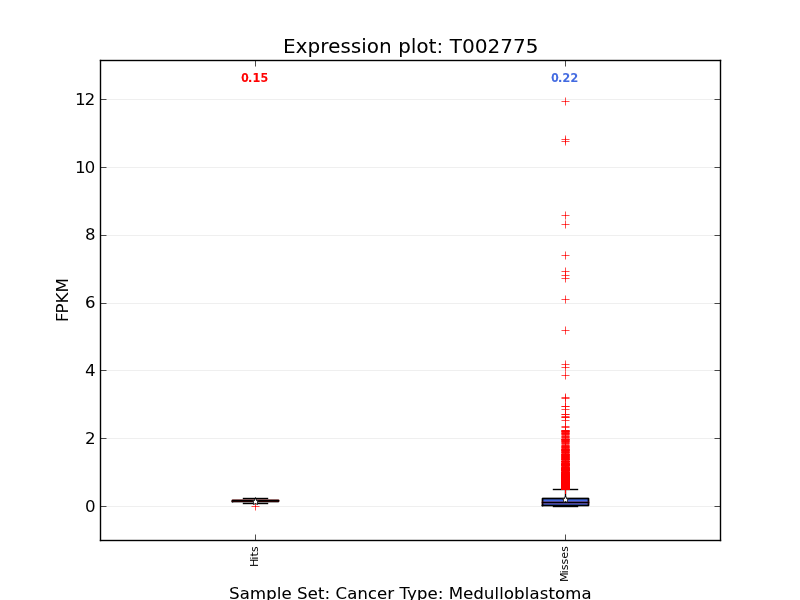 Expression plot: T002775
0.15
0.22
12
10
8
6
4
2
0
FPKM
Hits
Misses
Sample Set: Cancer Type: Medulloblastoma